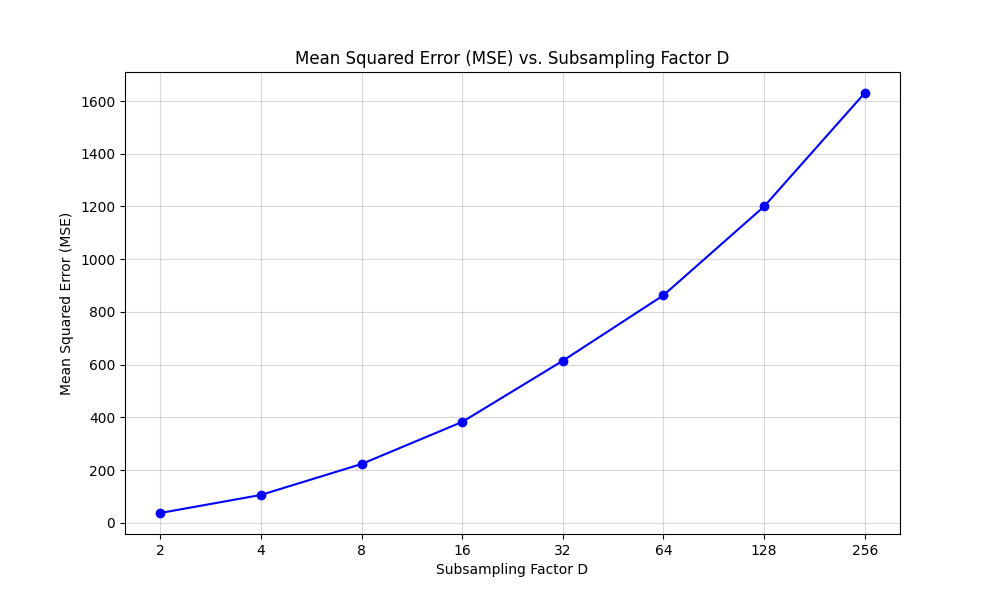 Mean Squared Error (MSE) vs. Subsampling Factor D
Mean Squared Error (MSE)
1600
1400
1200
1000
800
600
400
200
0
2 4 8 16 32 64 128 256
Subsampling Factor D